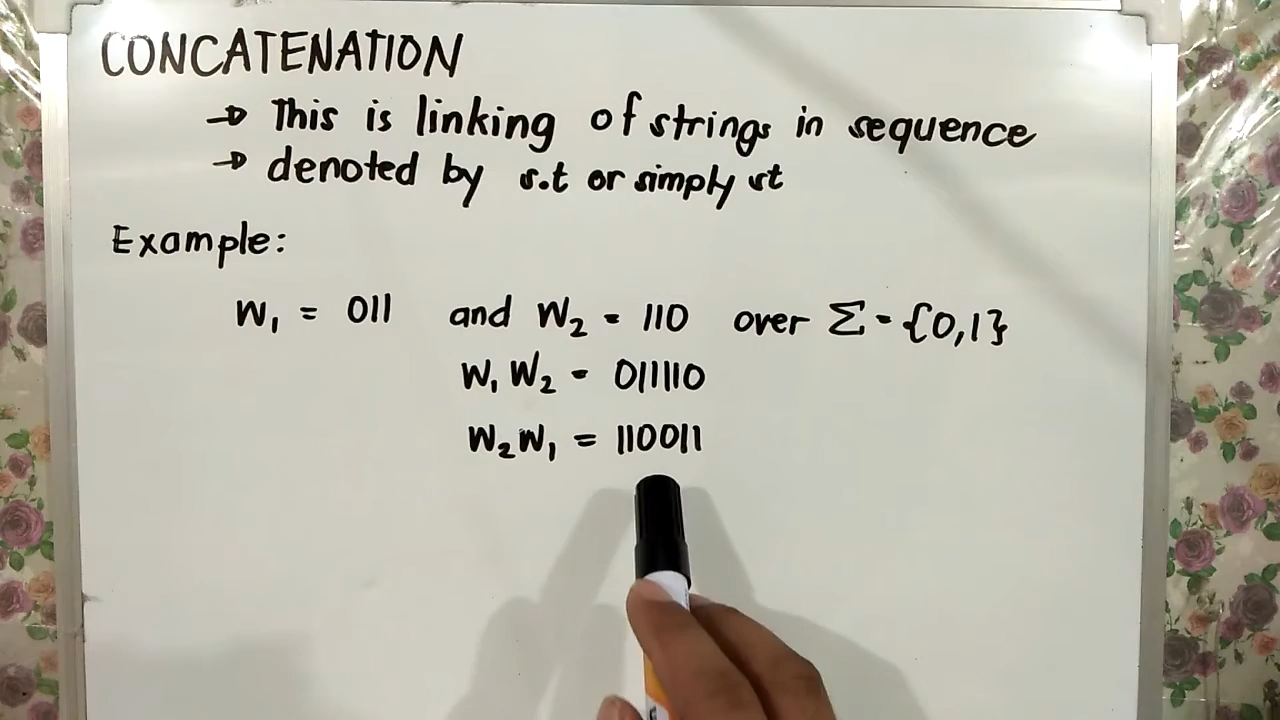 CONCATENATION
→ This is linking of strings in sequence
→ denoted by s.t or simply st
Example:
W₁ = 011 and W₂ = 110 over Σ = {0,1}
W₁W₂ = 011110
W₂W₁ = 110011